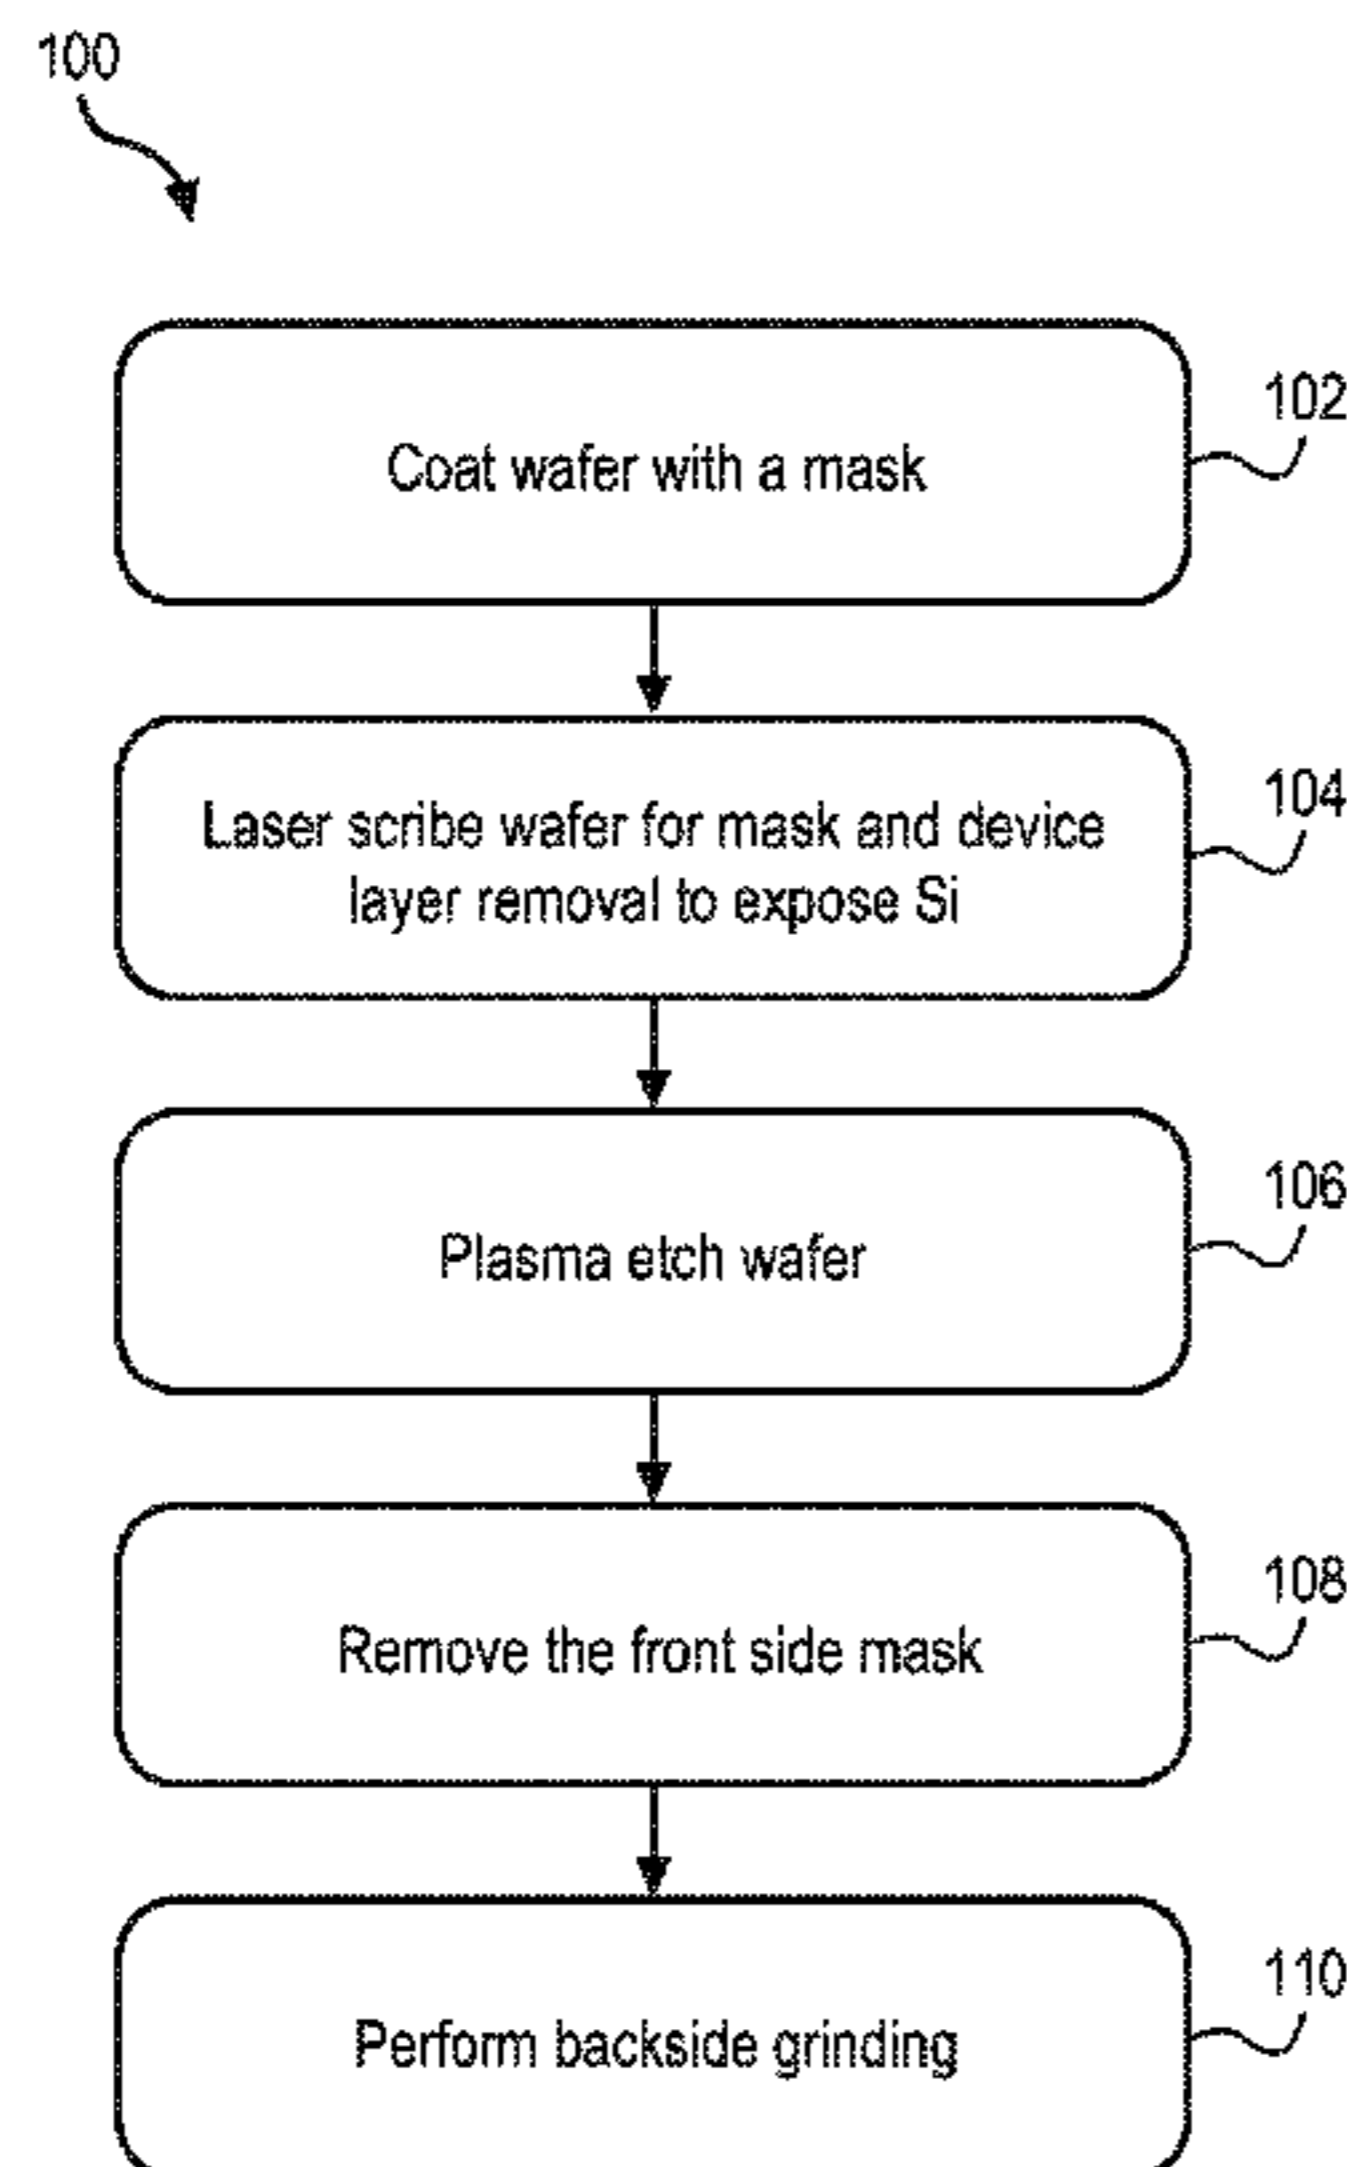 100
Coat wafer with a mask
102
Laser scribe wafer for mask and device
layer removal to expose Si
104
Plasma etch wafer
106
Remove the front side mask
108
Perform backside grinding
110